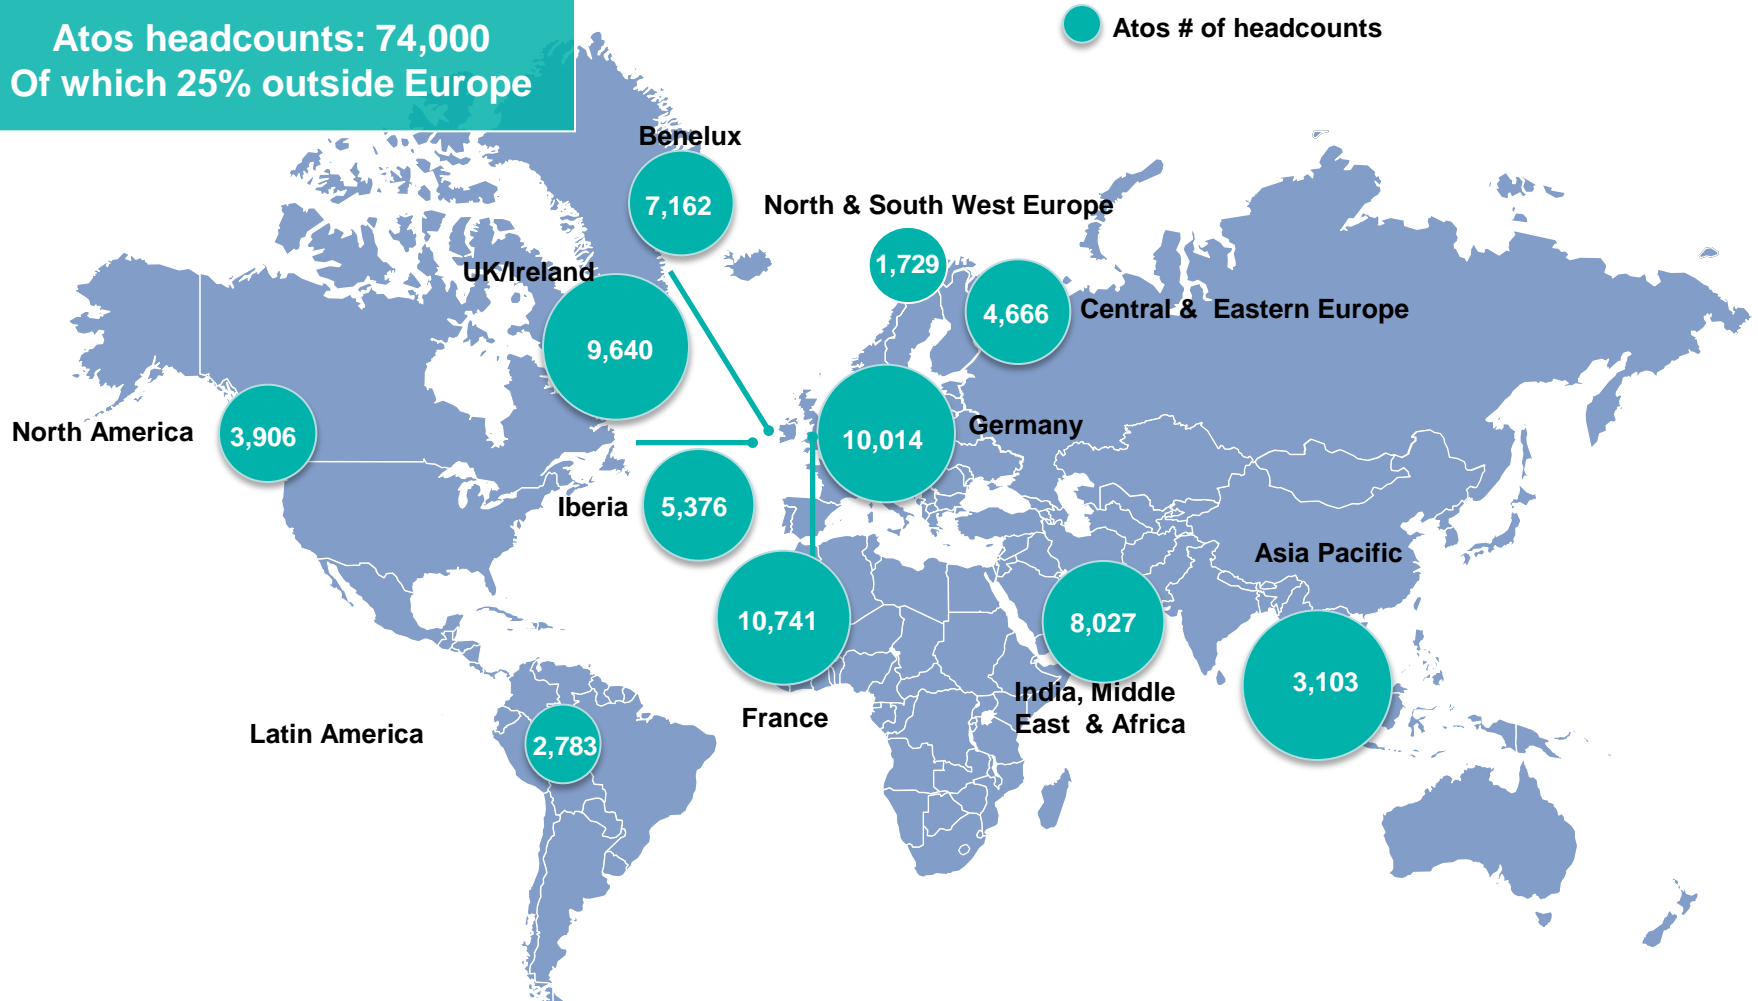 Atos headcounts: 74,000
Of which 25% outside Europe
Atos # of headcounts
Benelux
7,162
North & South West Europe
1,729
UK/Ireland
9,640
4,666
Central & Eastern Europe
North America
3,906
10,014
Germany
Iberia
5,376
Asia Pacific
10,741
8,027
3,103
France
India, Middle
East & Africa
Latin America
2,783